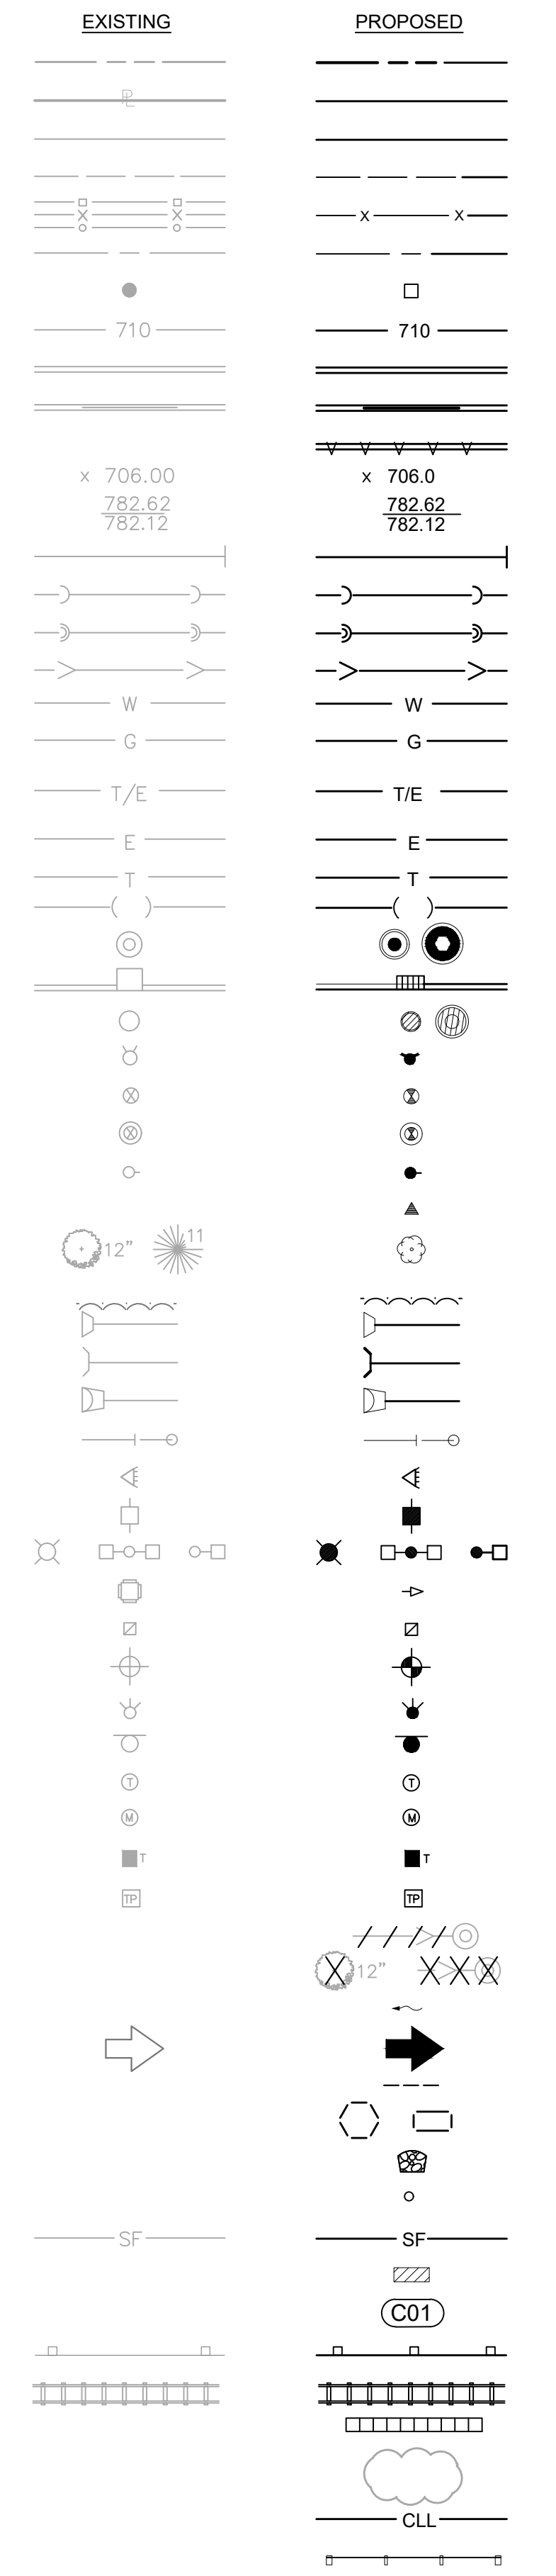 EXISTING PROPOSED
PL
X X X X
710 710
x 706.00 x 706.0
782.62 782.62
782.12 782.12
W W
G G
T/E T/E
E E
T T
12" 11
T T
M M
T T
TP TP
12"
SF SF
C01
CLL